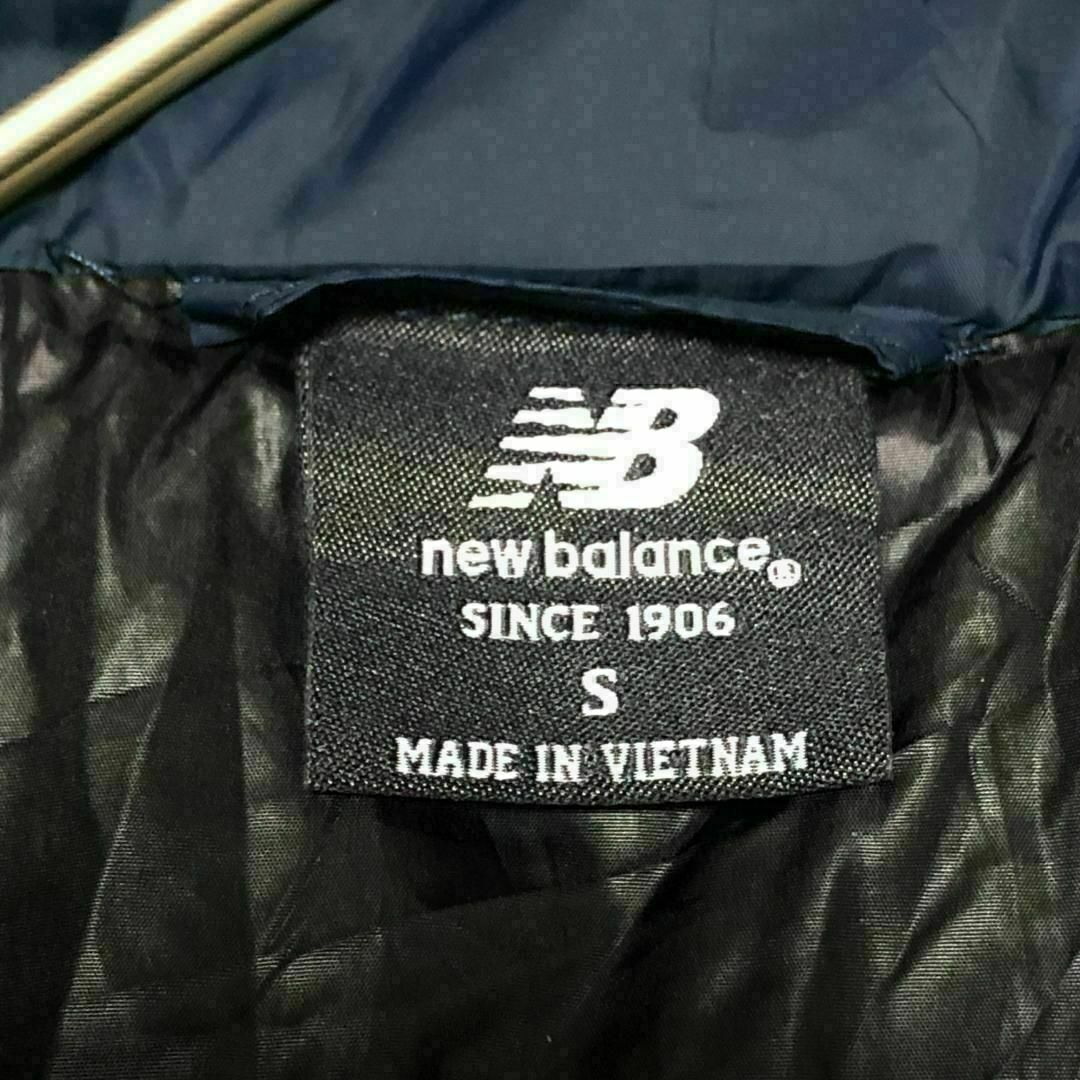 NB
new balance®
SINCE 1906
S
MADE IN VIETNAM